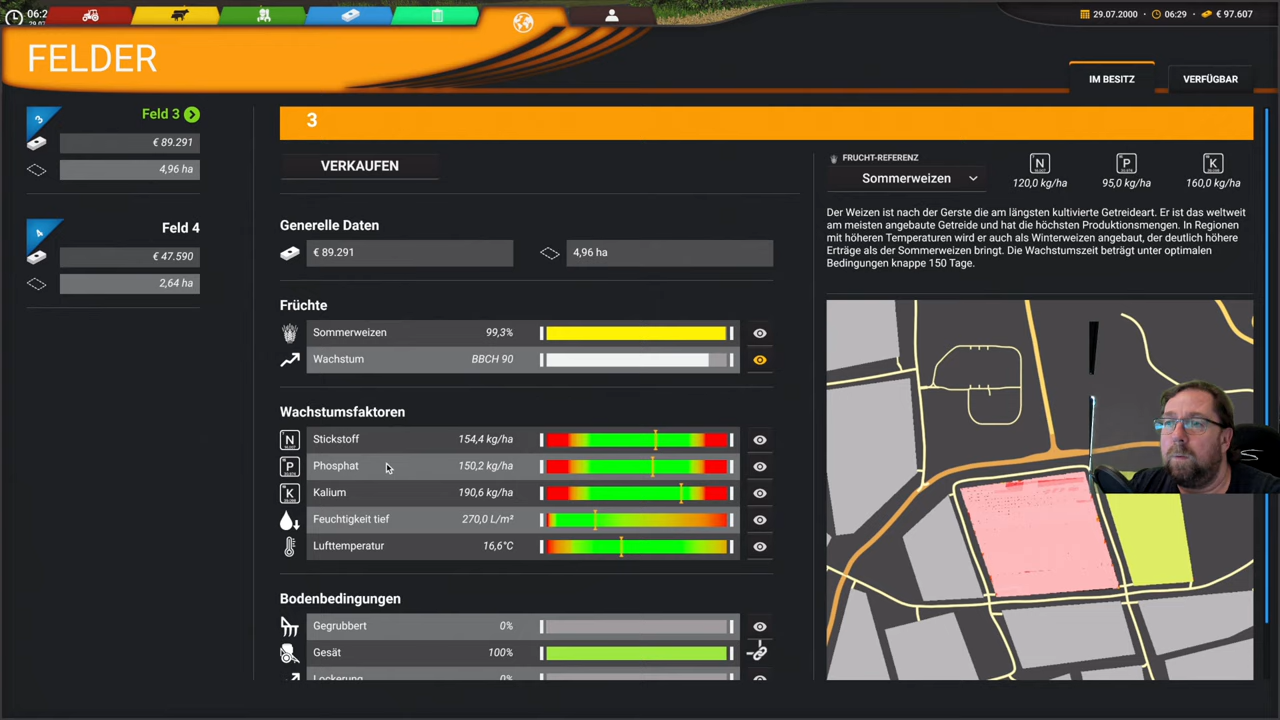 06:2
29.07
29.07.2000
06:29
€ 97.607
FELDER
IM BESITZ
VERFÜGBAR
3
Feld 3
€ 89.291
4,96 ha
4
Feld 4
€ 47.590
2,64 ha
3
VERKAUFEN
Generelle Daten
€ 89.291
4,96 ha
Früchte
Sommerweizen 99,3%
Wachstum BBCH 90
Wachstumsfaktoren
N Stickstoff 154,4 kg/ha
P Phosphat 150,2 kg/ha
K Kalium 190,6 kg/ha
Feuchtigkeit tief 270,0 L/m²
Lufttemperatur 16,6°C
Bodenbedingungen
Gegrubbert 0%
Gesät 100%
Lockerung 0%
FRUCHT-REFERENZ
Sommerweizen
N
120,0 kg/ha
P
95,0 kg/ha
K
160,0 kg/ha
Der Weizen ist nach der Gerste die am längsten kultivierte Getreideart. Er ist das weltweit
am meisten angebaute Getreide und hat die höchsten Produktionsmengen. In Regionen
mit höheren Temperaturen wird er auch als Winterweizen angebaut, der deutlich höhere
Erträge als der Sommerweizen bringt. Die Wachstumszeit beträgt unter optimalen
Bedingungen knappe 150 Tage.